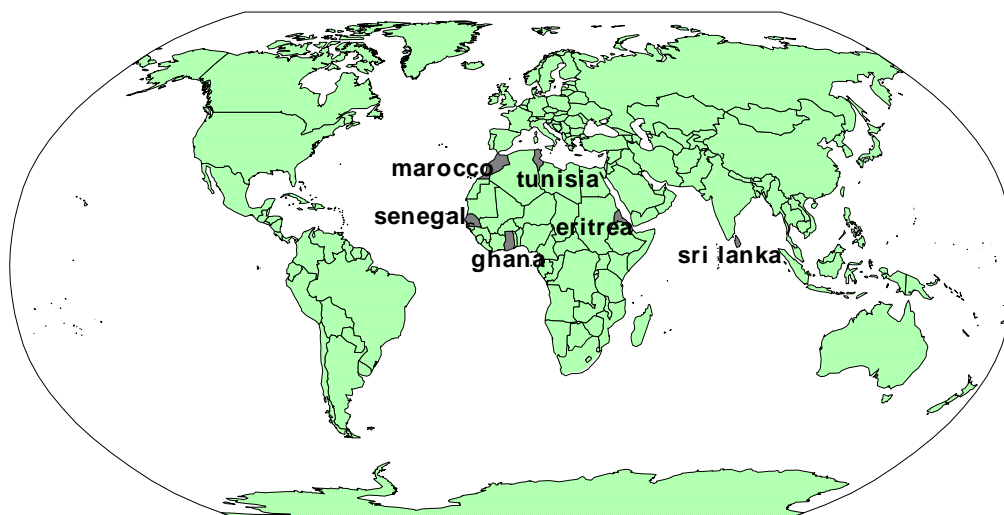 marocco
tunisia
senegal
eritrea
ghana
sri lanka